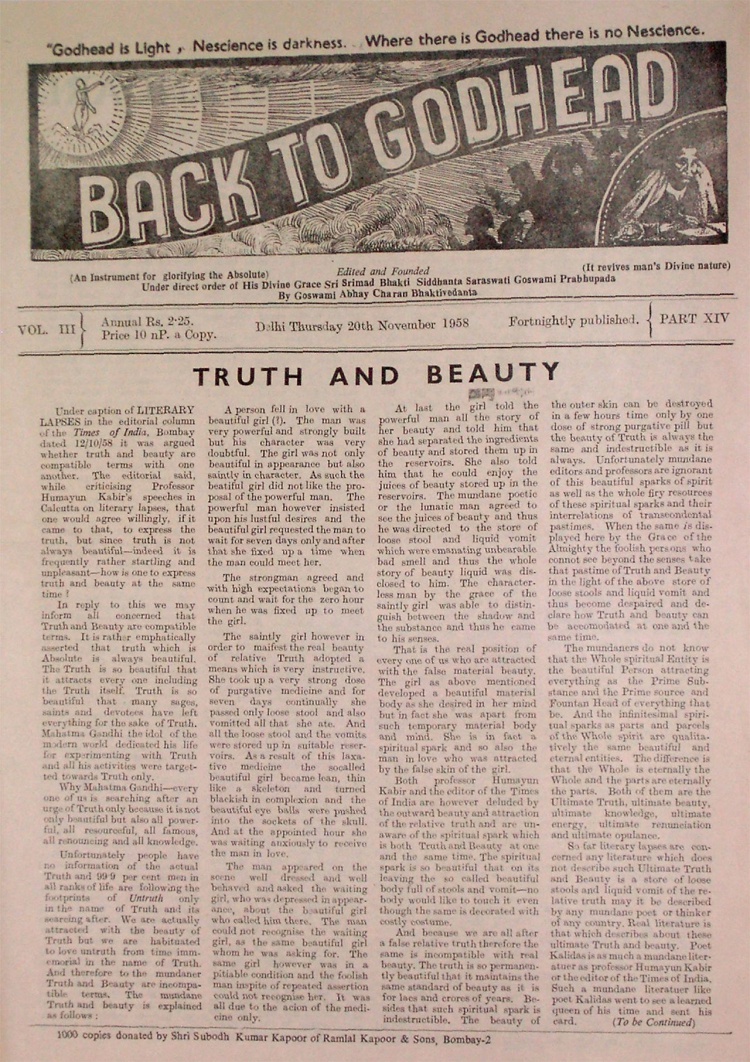 "Godhead is Light, Nescience is darkness. Where there is Godhead there is no Nescience.
BACK TO GODHEAD
(An Instrument for glorifying the Absolute)
Edited and Founded
(It revives man's Divine nature)
Under direct order of His Divine Grace Sri Srimad Bhakti Siddhanta Saraswati Goswami Prabhupada
By Goswami Abhay Charan Bhaktivedanta
VOL. III
Annual Rs. 2·25.
Price 10 nP. a Copy.
Delhi Thursday 20th November 1958
Fortnightly published.
PART XIV
TRUTH AND BEAUTY
Under caption of LITERARY
LAPSES in the editorial column
of the Times of India, Bombay
dated 12/10/58 it was argued
whether truth and beauty are
compatible terms with one
another. The editorial said,
while criticising Professor
Humayun Kabir's speeches in
Calcutta on literary lapses, that
one would agree willingly, if it
came to that, to express it the
truth, but since truth is not
always beautiful—indeed it is
frequently rather startling and
unpleasant—how is one to express
truth and beauty at the same
time !
In reply to this we may
inform all concerned that
Truth and Beauty are compatible
terms. It is rather emphatically
asserted that truth which is
Absolute is always beautiful.
The Truth is so beautiful that
it attracts every one including
the Truth itself. Truth is so
beautiful that many sages,
saints and devotees have left
everything for the sake of Truth.
Mahatma Gandhi the idol of the
modern world dedicated his life
for experimenting with Truth
and all his activities were target-
ted towards Truth only.
Why Mahatma Gandhi—every
one of us is searching after an
urge of Truth only because it is not
only beautiful but also all power-
ful, all resourceful, all famous,
all renouncing and all knowledge.
Unfortunately people have
no information of the actual
Truth and 99·9 per cent men in
all ranks of life are following the
footprints of Untruth only
in the name of Truth and its
searcing after. We are actually
attracted with the beauty of
Truth but we are habituated
to love untruth from time imm-
emorial in the name of Truth.
And therefore to the mundaner
Truth and Beauty are incompa-
tible terms. The mundane
Truth and beauty is explained
as follows :
A person fell in love with a
beautiful girl (?). The man was
very powerful and strongly built
but his character was very
doubtful. The girl was not only
beautiful in appearance but also
saintly in character. As such the
beatiful girl did not like the pro-
posal of the powerful man. The
powerful man however insisted
upon his lustful desires and the
beautiful girl requested the man to
wait for seven days only and after
that she fixed up a time when
the man could meet her.
The strongman agreed and
with high expectations began to
count and wait for the zero hour
when he was fixed up to meet
the girl.
The saintly girl however in
order to maifest the real beauty
of relative Truth adopted a
means which is very instructive.
She took up a very strong dose
of purgative medicine and for
seven days continually she
passed only loose stool and also
vomitted all that she ate. And
all the loose stool and the vomits
were stored up in suitable reser-
voirs. As a result of this laxa-
tive medicine the socalled
beautiful girl became lean, thin
like a skeleton and turned
blackish in complexion and the
beautiful eye balls were pushed
into the sockets of the skull.
And at the appointed hour she
was waiting anxiously to receive
the man in love.
The man appeared on the
scene well dressed and well
behaved and asked the waiting
girl, who was depressed in appear-
ance, about the beautiful girl
who called him there. The man
could not recognise the waiting
girl, as the same beautiful girl
whom he was asking for. The
same girl however was in a
pitiable condition and the foolish
man inspite of repeated assertion
could not recognise her. It was
all due to the acion of the medi-
cine only.
At last the girl told the
powerful man all the story of
her beauty and told him that
she had separated the ingredients
of beauty and stored them up in
the reservoirs. She also told
him that he could enjoy the
juices of beauty stored up in the
reservoirs. The mundane poetic
or the lunatic man agreed to
see the juices of beauty and thus
he was directed to the store of
loose stool and liquid vomit
which were emanating unbearable
bad smell and thus the whole
story of beauty liquid was dis-
closed to him. The character-
less man by the grace of the
saintly girl was able to distin-
guish between the shadow and
the substance and thus he came
to his senses.
That is the real position of
every one of us who are attracted
with the false material beauty.
The girl as above mentioned
developed a beautiful material
body as she desired in her mind
but in fact she was apart from
such temporary material body
and mind. She is in fact a
spiritual spark and so also the
man in love who was attracted
by the false skin of the girl.
Both professor Humayun
Kabir and the editor of the Times
of India are however deluded by
the outward beauty and attraction
of the relative truth and are un-
aware of the spiritual spark which
is both Truth and Beauty at one
and the same time. The spiritual
spark is so beautiful that on its
leaving the so called beautiful
body full of stools and vomit—no
body would like to touch it even
though the same is decorated with
costly costume.
And because we are all after
a false relative truth therefore the
same is incompatible with real
beauty. The truth is so permanen-
tly beautiful that it maintains the
same standard of beauty as it is
for lacs and crores of years. Be-
sides that such spiritual spark is
indestructible. The beauty of
the outer skin can be destroyed
in a few hours time only by one
dose of strong purgative pill but
the beauty of Truth is always the
same and indestructible as it is
always. Unfortunately mundane
editors and professors are ignorant
of this beautiful sparks of spirit
as well as the whole firy resources
of these spiritual sparks and their
interrelations of transcendental
pastimes. When the same is dis-
played here by the Grace of the
Almighty the foolish persons who
cannot see beyond the senses take
that pastime of Truth and Beauty
in the light of the above store of
loose stools and liquid vomit and
thus become despaired and de-
clare how Truth and Beauty can
be accomodated at one and the
same time.
The mundaners do not know
that the Whole spiritual Entity is
the beautiful Person attracting
everything as the Prime Sub-
stance and the Prime source and
Fountan Head of everything that
be. And the infinitesimal spiri-
tual sparks as parts and parcels
of the Whole spirit are qualita-
tively the same beautiful and
eternal entities. The difference is
that the Whole is eternally the
Whole and the parts are eternally
the parts. Both of them are the
Ultimate Truth, ultimate beauty,
ultimate knowledge, ultimate
energy, ultimate renunciation
and ultimate opulance.
So far literary lapses are con-
cerned any literature which does
not describe such Ultimate Truth
and Beauty is a store of loose
stools and liquid vomit of the re-
lative truth may it be described
by any mundane poet or thinker
of any country. Real literature is
that which describes about these
ultimate Truth and beauty. Poet
Kalidas is as much a mundane liter-
ature as professor Humayun Kabir
or the editor of the Times of India.
Such a mundane literature like
poet Kalidas went to see a learned
queen of his time and sent his
card. (To be Continued)
1000 copies donated by Shri Subodh Kumar Kapoor of Ramlal Kapoor & Sons, Bombay-2